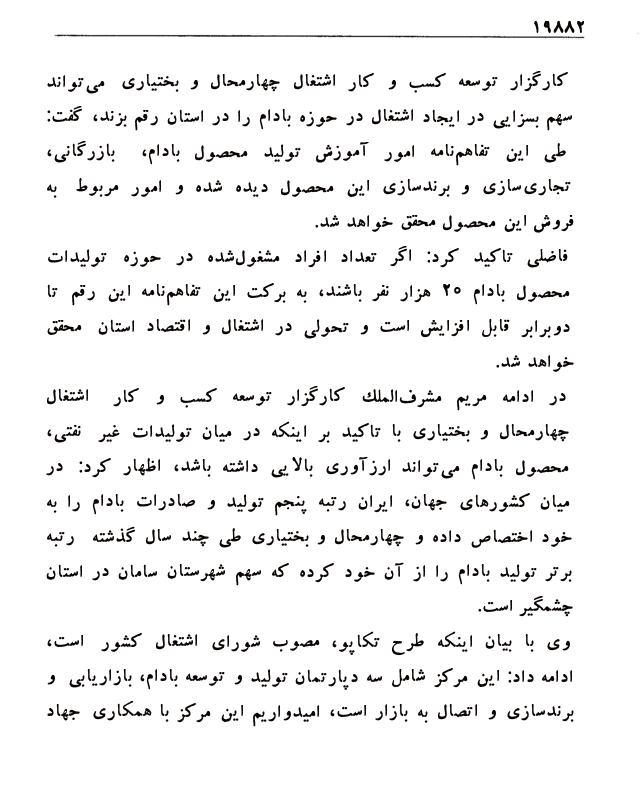 ۱۹۸۸۲
کارگزار توسعه کسب و کار اشتغال چهارمحال و بختیاری می‌تواند
سهم بسزایی در ایجاد اشتغال در حوزه بادام را در استان رقم بزند، گفت:
طی این تفاهم‌نامه امور آموزش تولید محصول بادام، بازرگانی،
تجاری‌سازی و برندسازی این محصول دیده شده و امور مربوط به
فروش این محصول محقق خواهد شد.
فاضلی تاکید کرد: اگر تعداد افراد مشغول‌شده در حوزه تولیدات
محصول بادام ۲۵ هزار نفر باشند، به برکت این تفاهم‌نامه این رقم تا
دوبرابر قابل افزایش است و تحولی در اشتغال و اقتصاد استان محقق
خواهد شد.
در ادامه مریم مشرف‌الملك کارگزار توسعه کسب و کار اشتغال
چهارمحال و بختیاری با تاکید بر اینکه در میان تولیدات غیر نفتی،
محصول بادام می‌تواند ارزآوری بالایی داشته باشد، اظهار کرد: در
میان کشورهای جهان، ایران رتبه پنجم تولید و صادرات بادام را به
خود اختصاص داده و چهارمحال و بختیاری طی چند سال گذشته رتبه
برتر تولید بادام را از آن خود کرده که سهم شهرستان سامان در استان
چشمگیر است.
وی با بیان اینکه طرح تکاپو، مصوب شورای اشتغال کشور است،
ادامه داد: این مرکز شامل سه دپارتمان تولید و توسعه بادام، بازاریابی و
برندسازی و اتصال به بازار است، امیدواریم این مرکز با همکاری جهاد